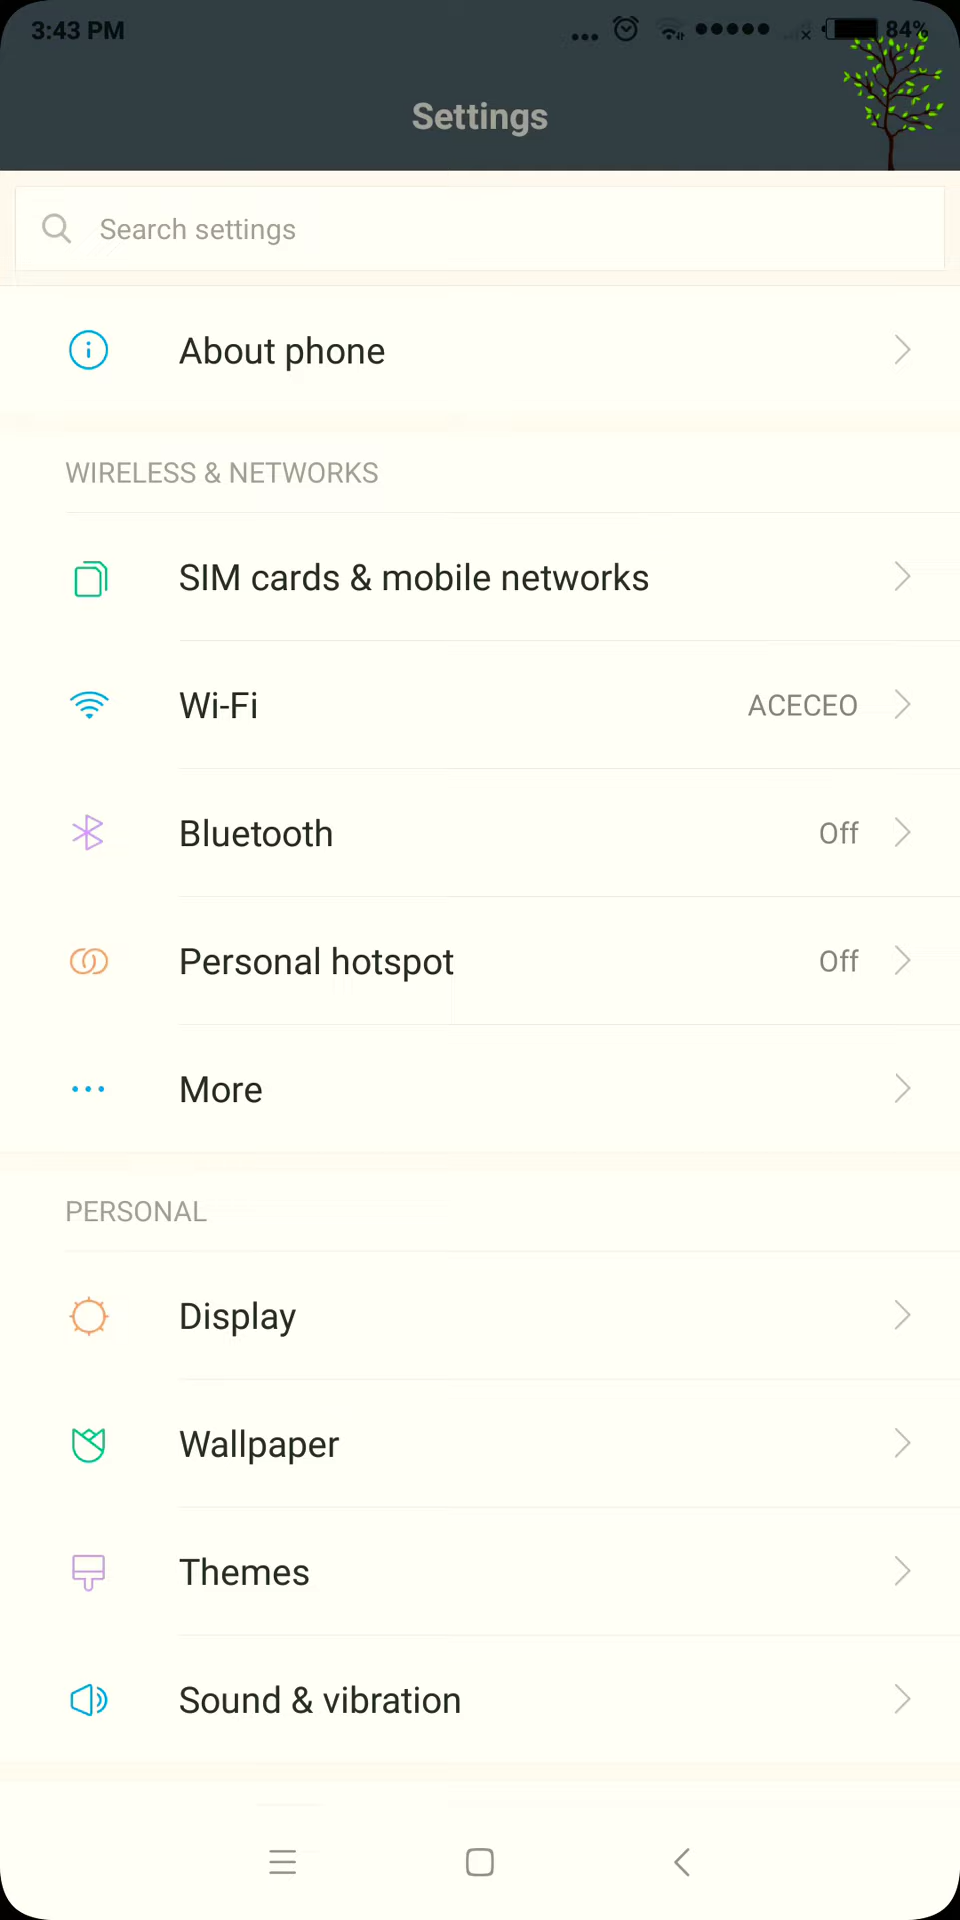 3:43 PM
84%
Settings
Search settings
About phone
WIRELESS & NETWORKS
SIM cards & mobile networks
Wi-Fi
ACECEO
Bluetooth
Off
Personal hotspot
Off
More
PERSONAL
Display
Wallpaper
Themes
Sound & vibration